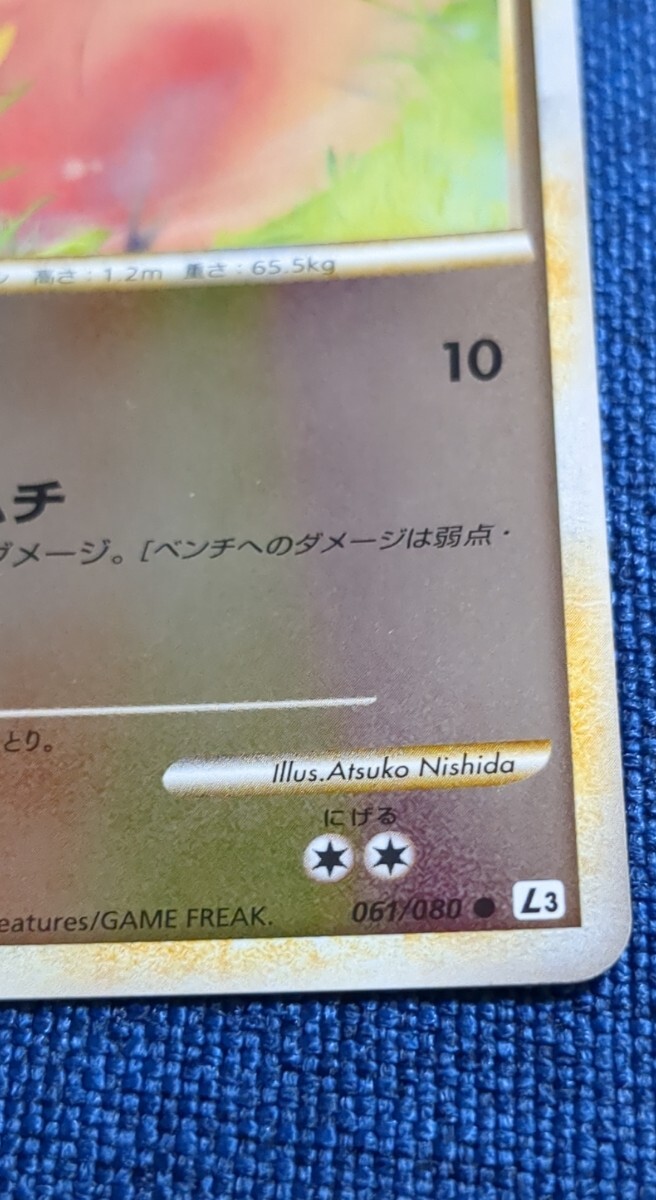 高さ：1.2m 重さ：65.5kg
10
チ
ダメージ。[ベンチへのダメージは弱点・
とり。
Illus.Atsuko Nishida
にげる
eatures/GAME FREAK.
061/080 ● L3